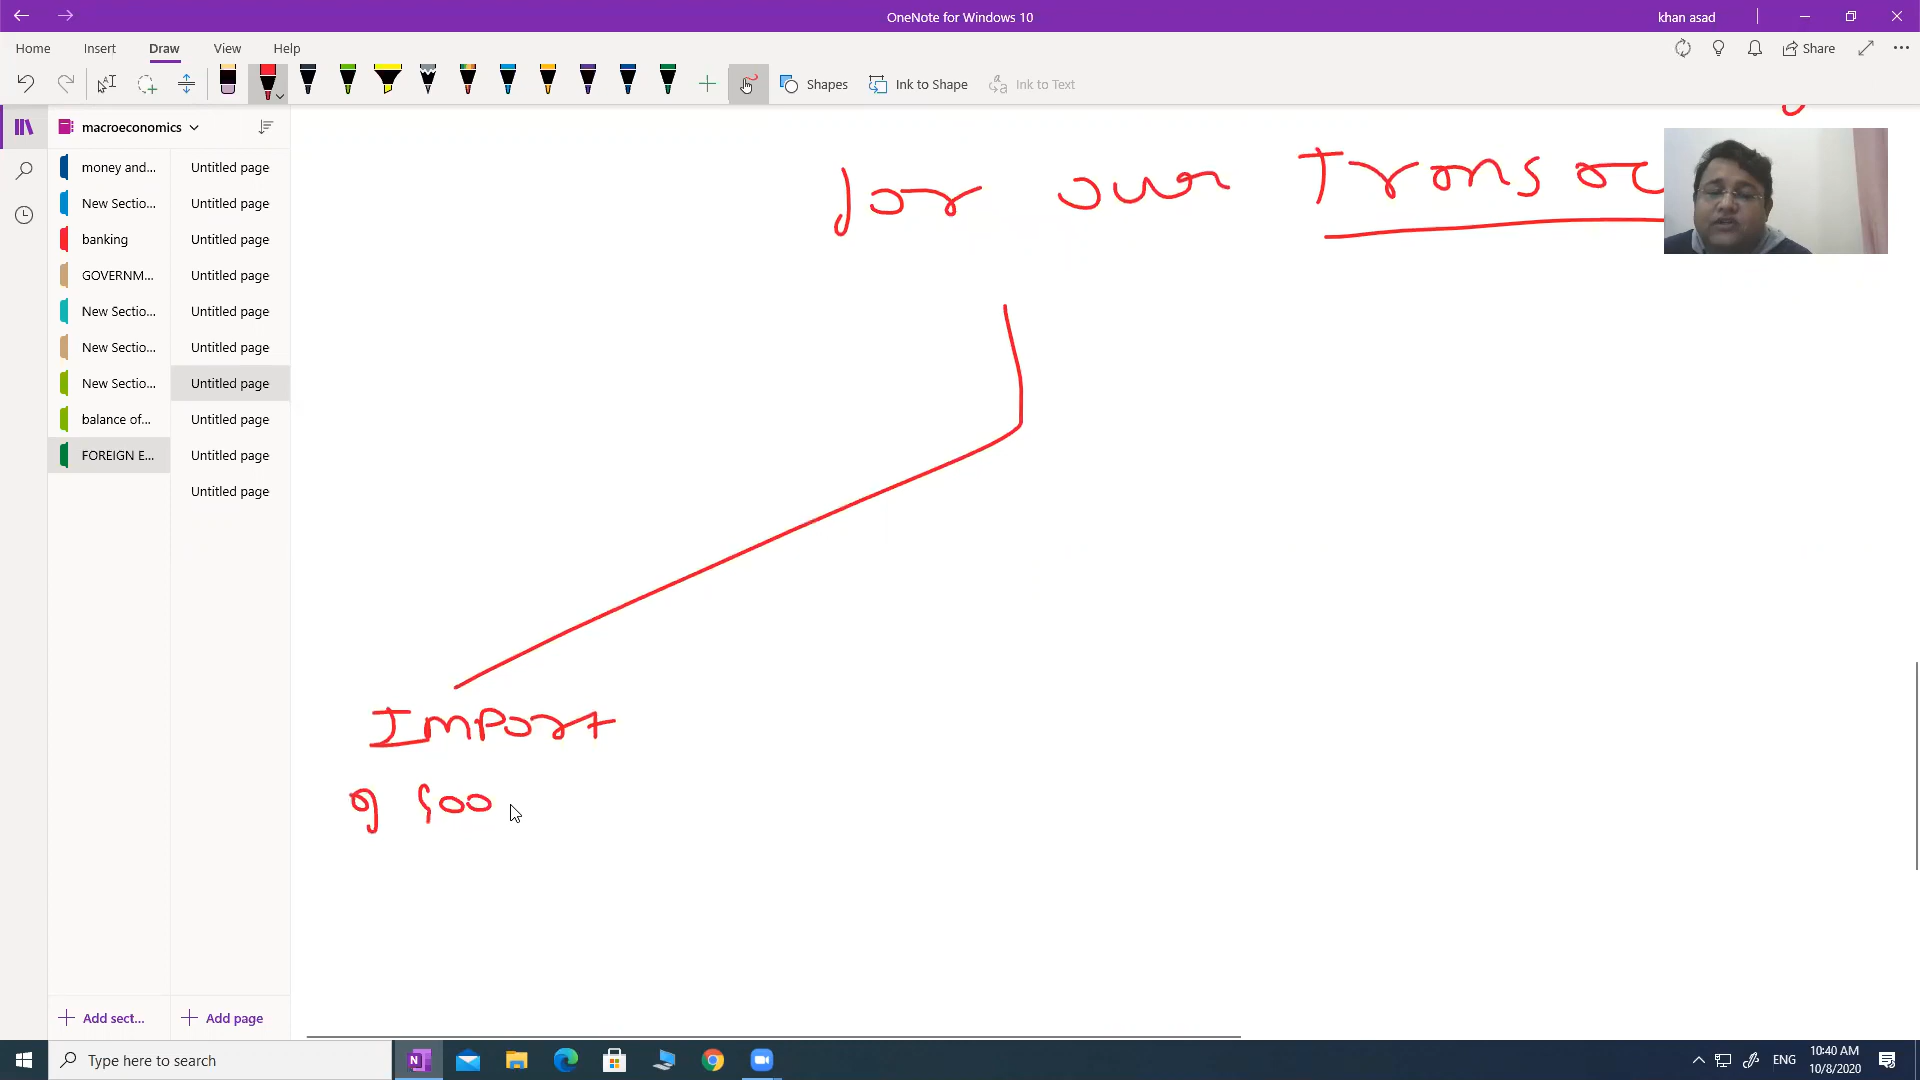 OneNote for Windows 10
khan asad
Home Insert Draw View Help
Share
Shapes Ink to Shape Ink to Text
macroeconomics
money and...
New Sectio...
banking
GOVERNM...
New Sectio...
New Sectio...
New Sectio...
balance of...
FOREIGN E...
Untitled page
Untitled page
Untitled page
Untitled page
Untitled page
Untitled page
Untitled page
Untitled page
Untitled page
Untitled page
for our Transac
Import
of goo
Add sect...
Add page
Type here to search
ENG
10:40 AM
10/8/2020